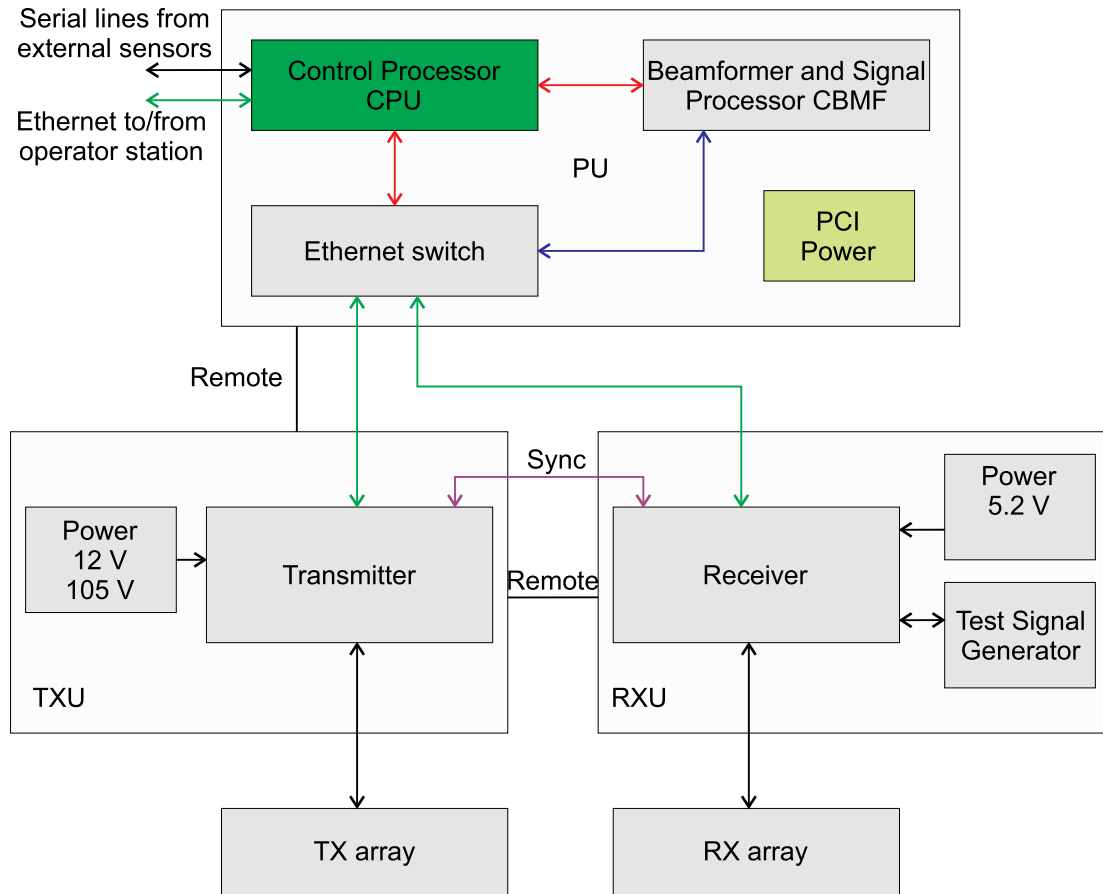 Serial lines from
external sensors
Control Processor
CPU
Beamformer and Signal
Processor CBMF
Ethernet to/from
operator station
PU
PCI
Power
Ethernet switch
Remote
Sync
Power
12 V
105 V
Transmitter
Remote
Receiver
Power
5.2 V
Test Signal
Generator
TXU
RXU
TX array
RX array